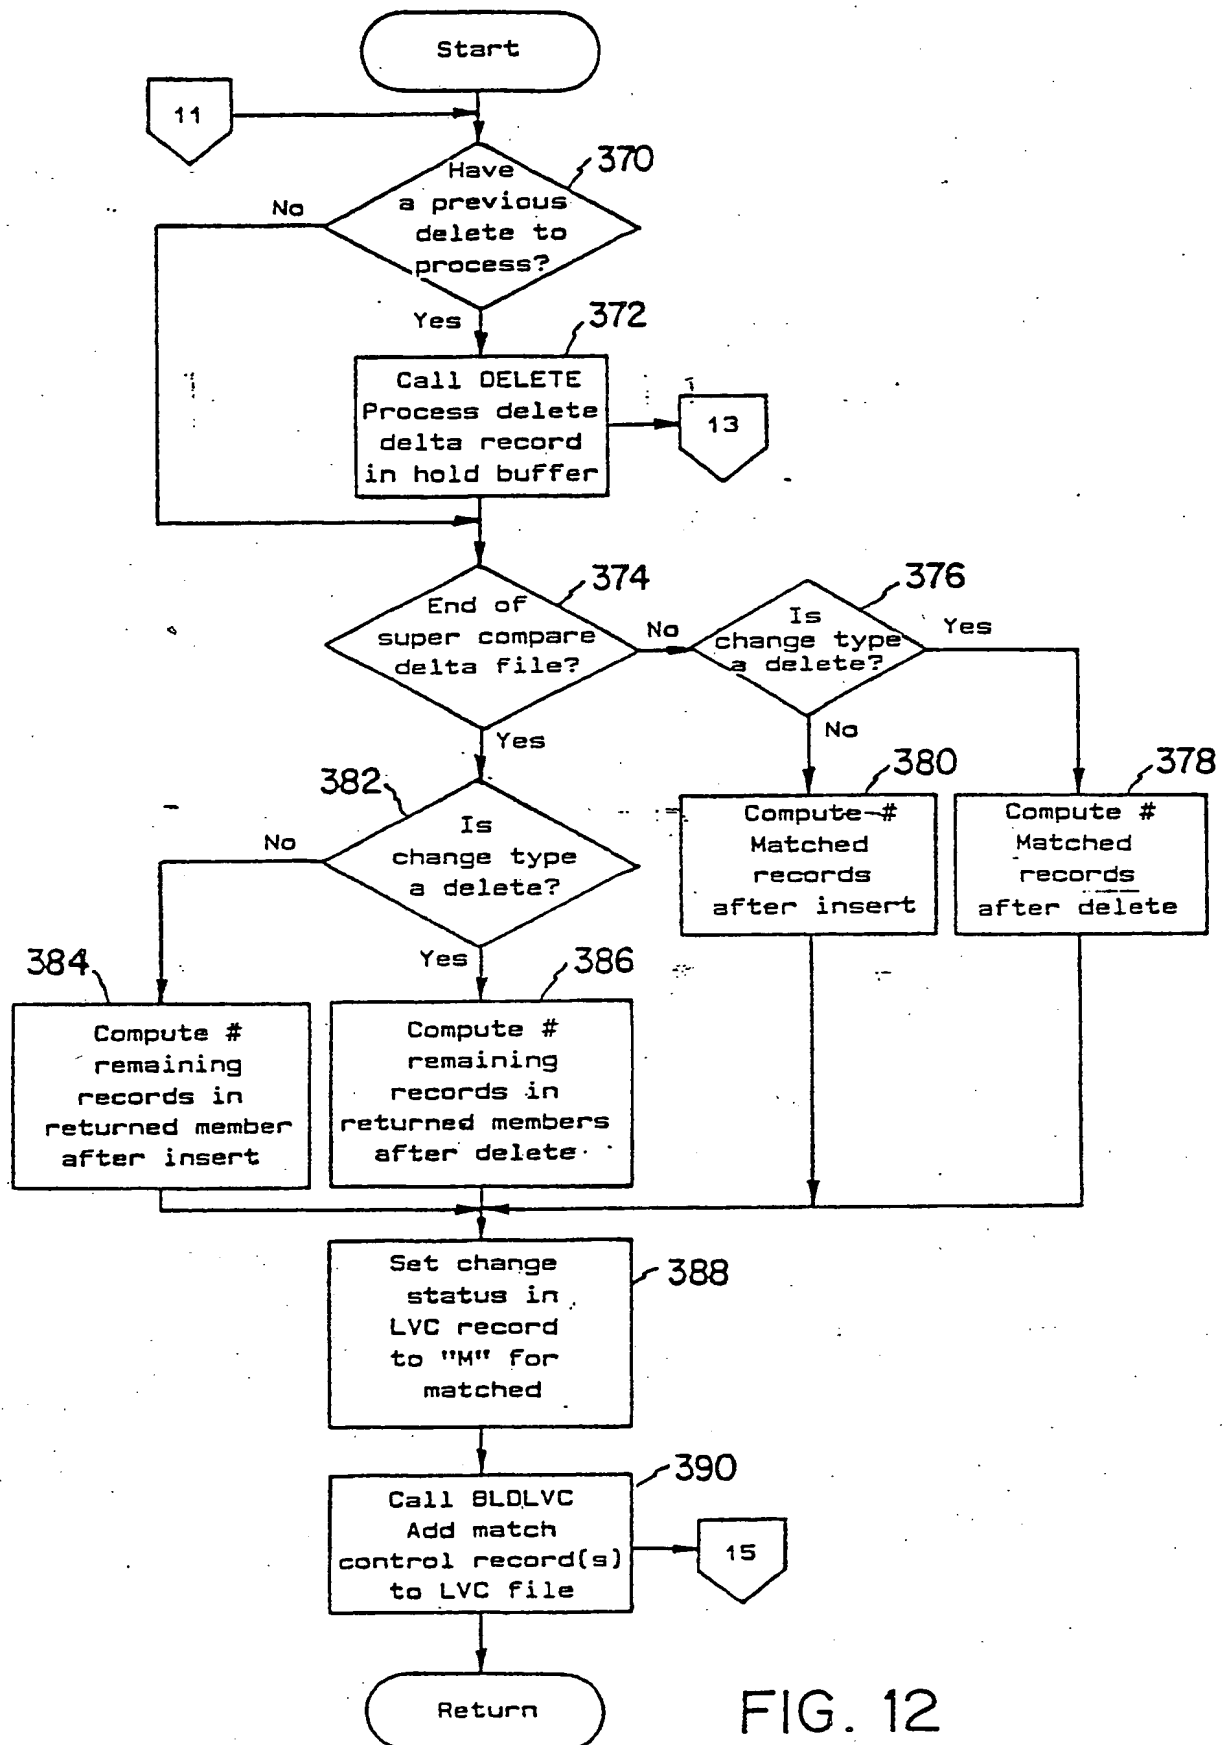 Start
11
370
Have
a previous
delete to
process?
No
Yes
372
Call DELETE
Process delete
delta record
in hold buffer
13
374
End of
super compare
delta file?
No
376
Is
change type
a delete?
Yes
Yes
No
382
Is
change type
a delete?
No
Yes
380
Compute #
Matched
records
after insert
378
Compute #
Matched
records
after delete
384
Compute #
remaining
records in
returned member
after insert
386
Compute #
remaining
records in
returned members
after delete
388
Set change
status in
LVC record
to "M" for
matched
390
Call BLDLVC
Add match
control record(s)
to LVC file
15
Return
FIG. 12